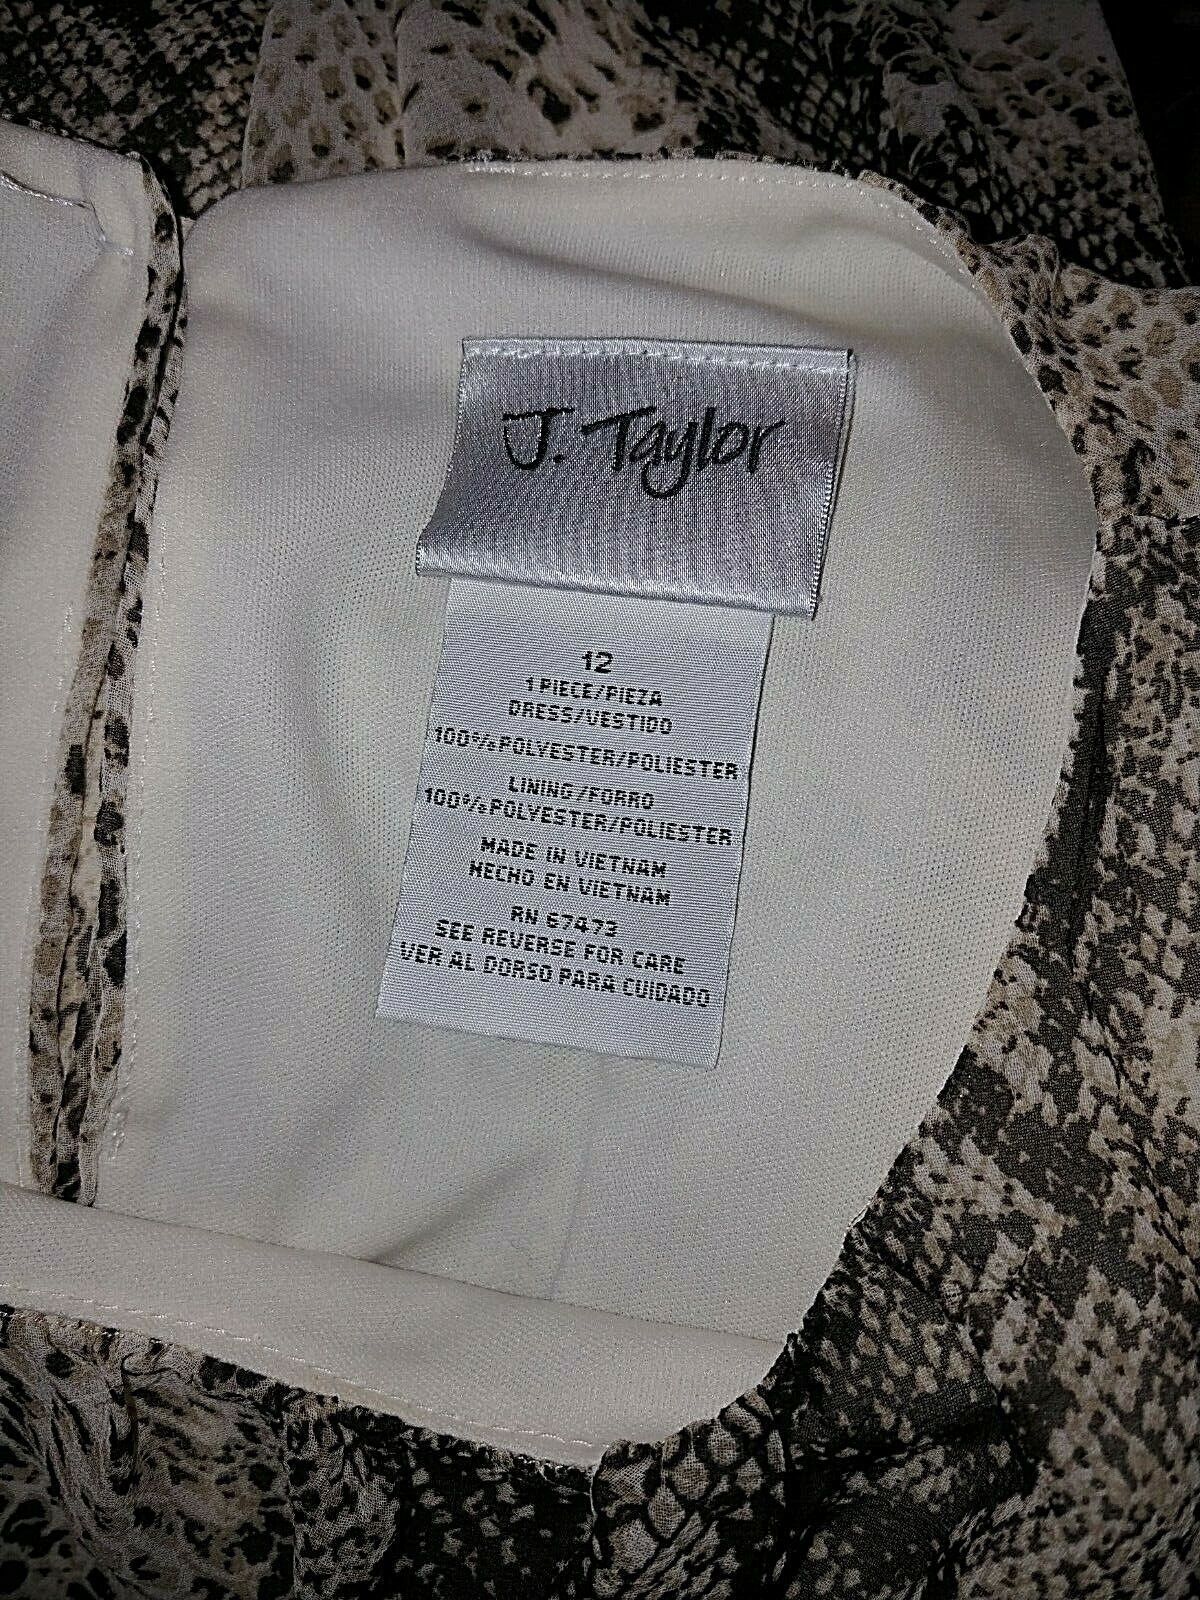 J. Taylor
12
1 PIECE/PIEZA
DRESS/VESTIDO
100% POLYESTER/POLIESTER
LINING/FORRO
100% POLYESTER/POLIESTER
MADE IN VIETNAM
HECHO EN VIETNAM
RN 67473
SEE REVERSE FOR CARE
VER AL DORSO PARA CUIDADO